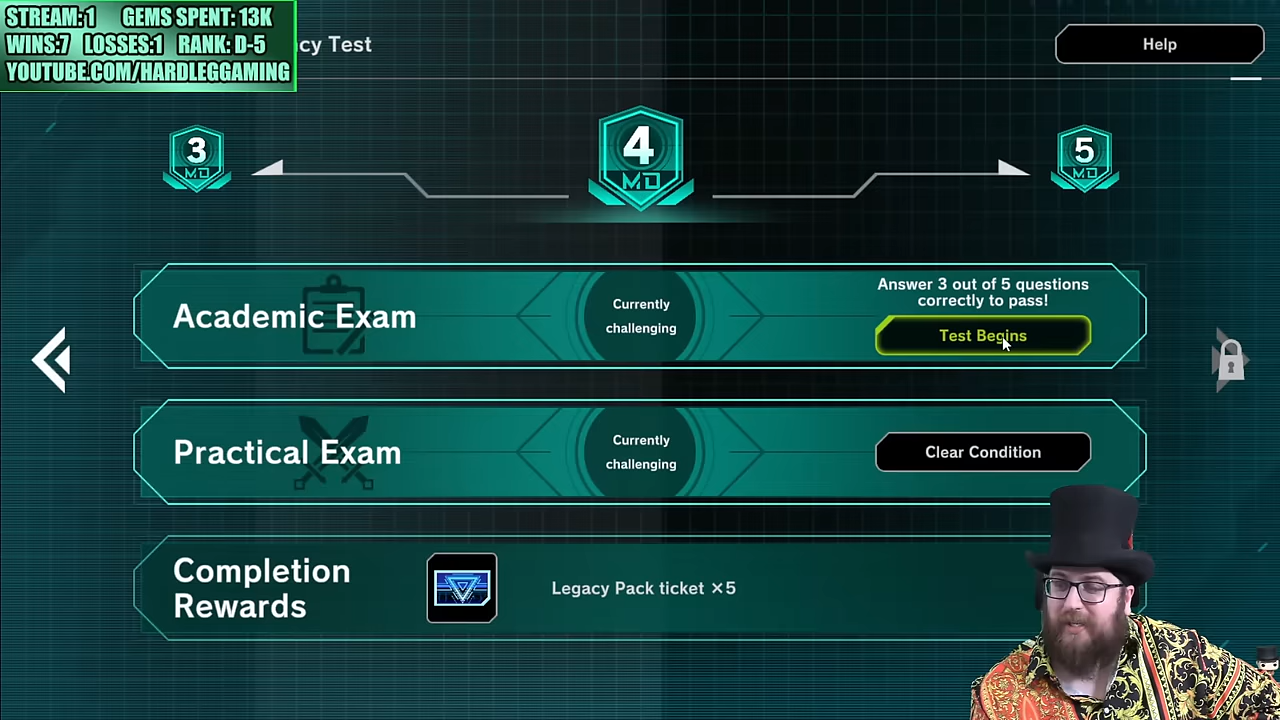 STREAM:1 GEMS SPENT: 13K
WINS:7 LOSSES:1 RANK: D-5
YOUTUBE.COM/HARDLEGGAMING
cy Test
Help
3
MD
4
MD
5
MD
Academic Exam
Currently
challenging
Answer 3 out of 5 questions
correctly to pass!
Test Begins
Practical Exam
Currently
challenging
Clear Condition
Completion
Rewards
Legacy Pack ticket ×5